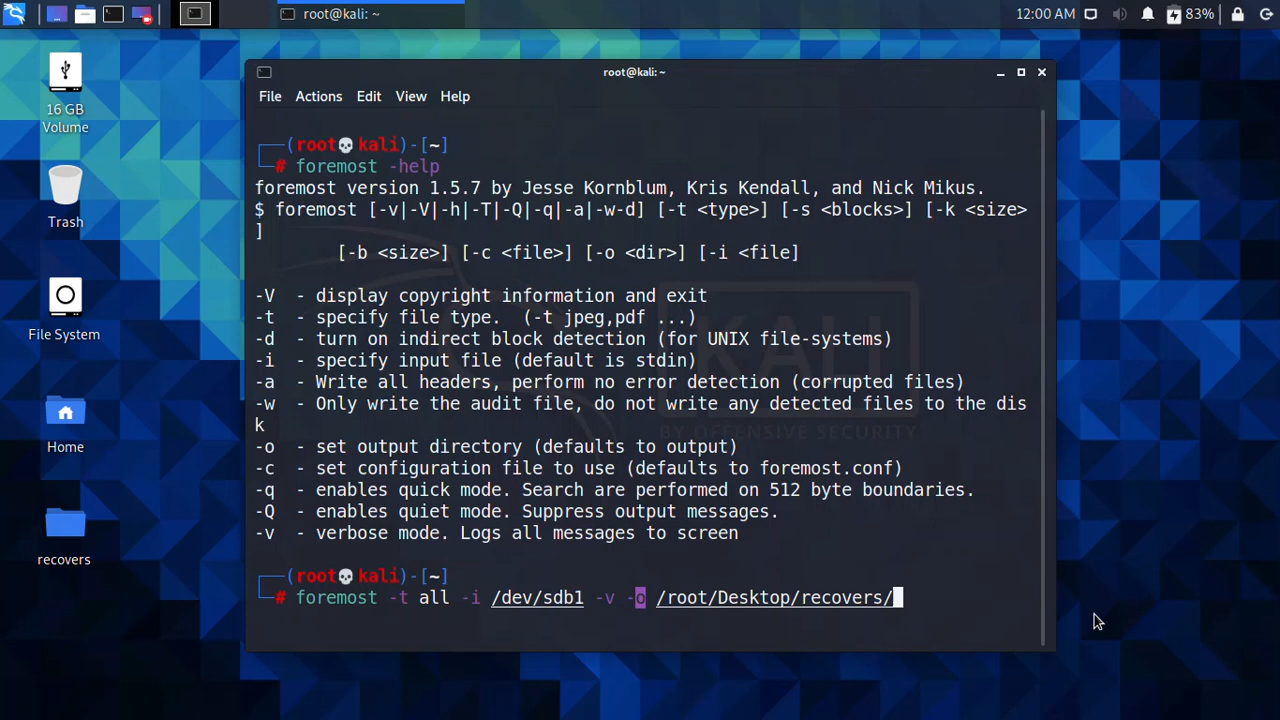 root@kali: ~
12:00 AM
83%
16 GB
Volume
Trash
File System
Home
recovers
root@kali: ~
File Actions Edit View Help
┌──(root💀kali)-[~]
└─# foremost -help
foremost version 1.5.7 by Jesse Kornblum, Kris Kendall, and Nick Mikus.
$ foremost [-v|-V|-h|-T|-Q|-q|-a|-w-d] [-t <type>] [-s <blocks>] [-k <size>
]
[-b <size>] [-c <file>] [-o <dir>] [-i <file]
-V - display copyright information and exit
-t - specify file type. (-t jpeg,pdf ...)
-d - turn on indirect block detection (for UNIX file-systems)
-i - specify input file (default is stdin)
-a - Write all headers, perform no error detection (corrupted files)
-w - Only write the audit file, do not write any detected files to the dis
k
-o - set output directory (defaults to output)
-c - set configuration file to use (defaults to foremost.conf)
-q - enables quick mode. Search are performed on 512 byte boundaries.
-Q - enables quiet mode. Suppress output messages.
-v - verbose mode. Logs all messages to screen
┌──(root💀kali)-[~]
└─# foremost -t all -i /dev/sdb1 -v -o /root/Desktop/recovers/
KALI
BY OFFENSIVE SECURITY